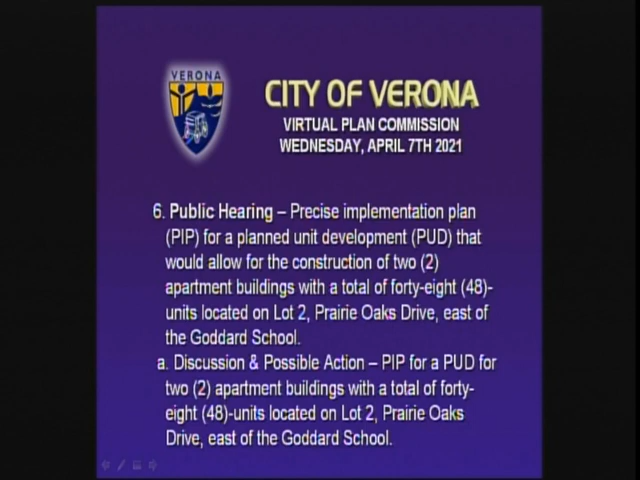 VERONA
CITY OF VERONA
VIRTUAL PLAN COMMISSION
WEDNESDAY, APRIL 7TH 2021
6. Public Hearing – Precise implementation plan
(PIP) for a planned unit development (PUD) that
would allow for the construction of two (2)
apartment buildings with a total of forty-eight (48)-
units located on Lot 2, Prairie Oaks Drive, east of
the Goddard School.
a. Discussion & Possible Action – PIP for a PUD for
two (2) apartment buildings with a total of forty-
eight (48)-units located on Lot 2, Prairie Oaks
Drive, east of the Goddard School.